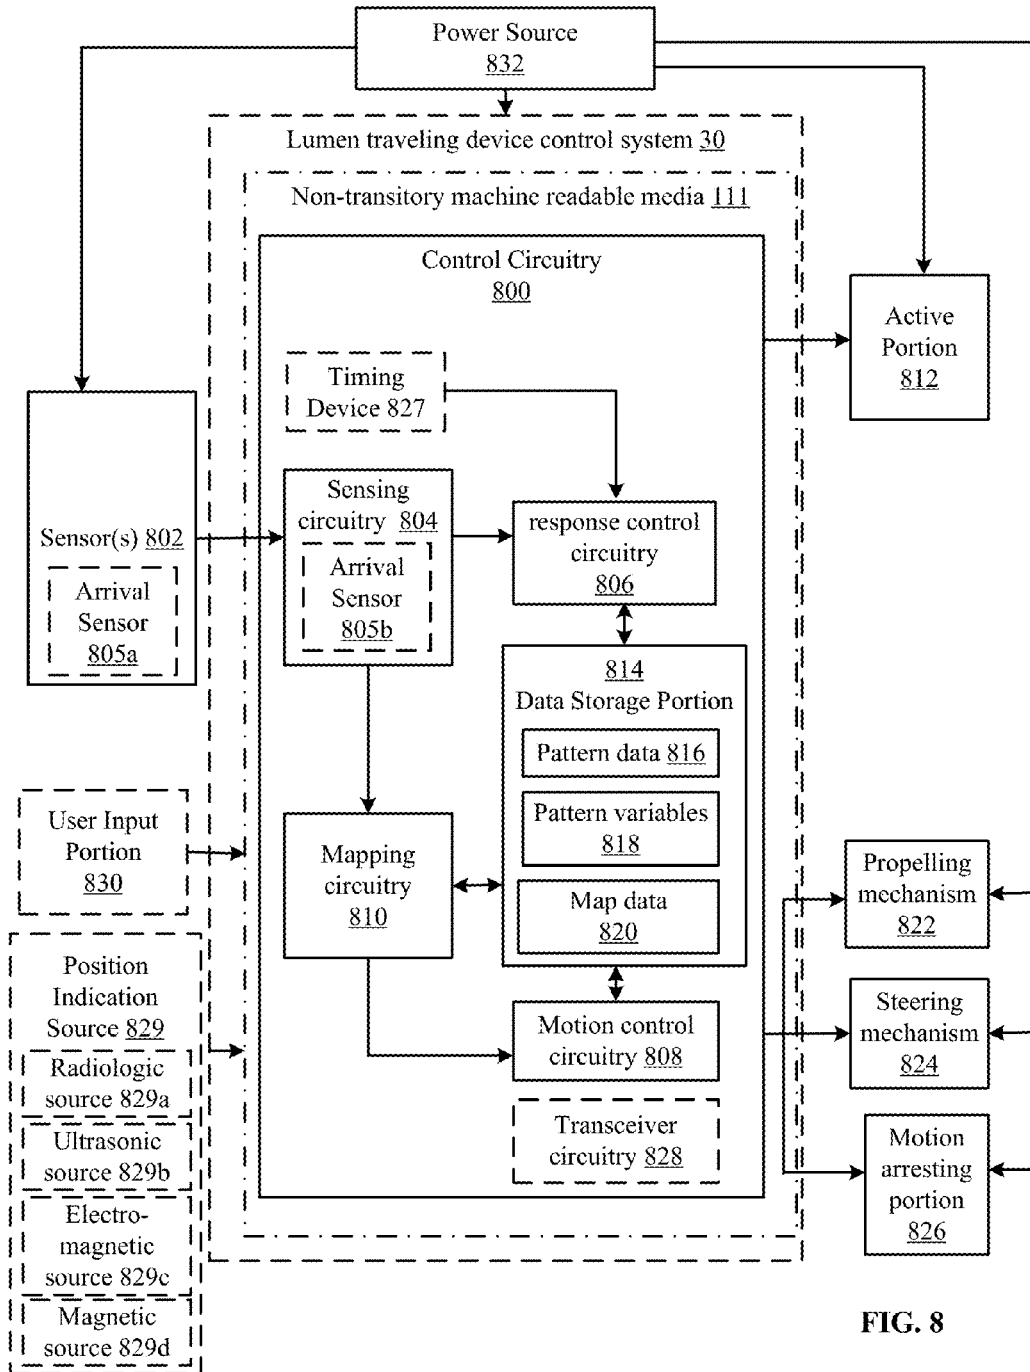 Power Source
832
Lumen traveling device control system 30
Non-transitory machine readable media 111
Control Circuitry
800
Active
Portion
812
Timing
Device 827
Sensing
circuitry 804
Arrival
Sensor
805b
response control
circuitry
806
Sensor(s) 802
Arrival
Sensor
805a
814
Data Storage Portion
Pattern data 816
Pattern variables
818
Map data
820
User Input
Portion
830
Mapping
circuitry
810
Propelling
mechanism
822
Position
Indication
Source 829
Radiologic
source 829a
Ultrasonic
source 829b
Electro-
magnetic
source 829c
Magnetic
source 829d
Motion control
circuitry 808
Transceiver
circuitry 828
Steering
mechanism
824
Motion
arresting
portion
826
FIG. 8